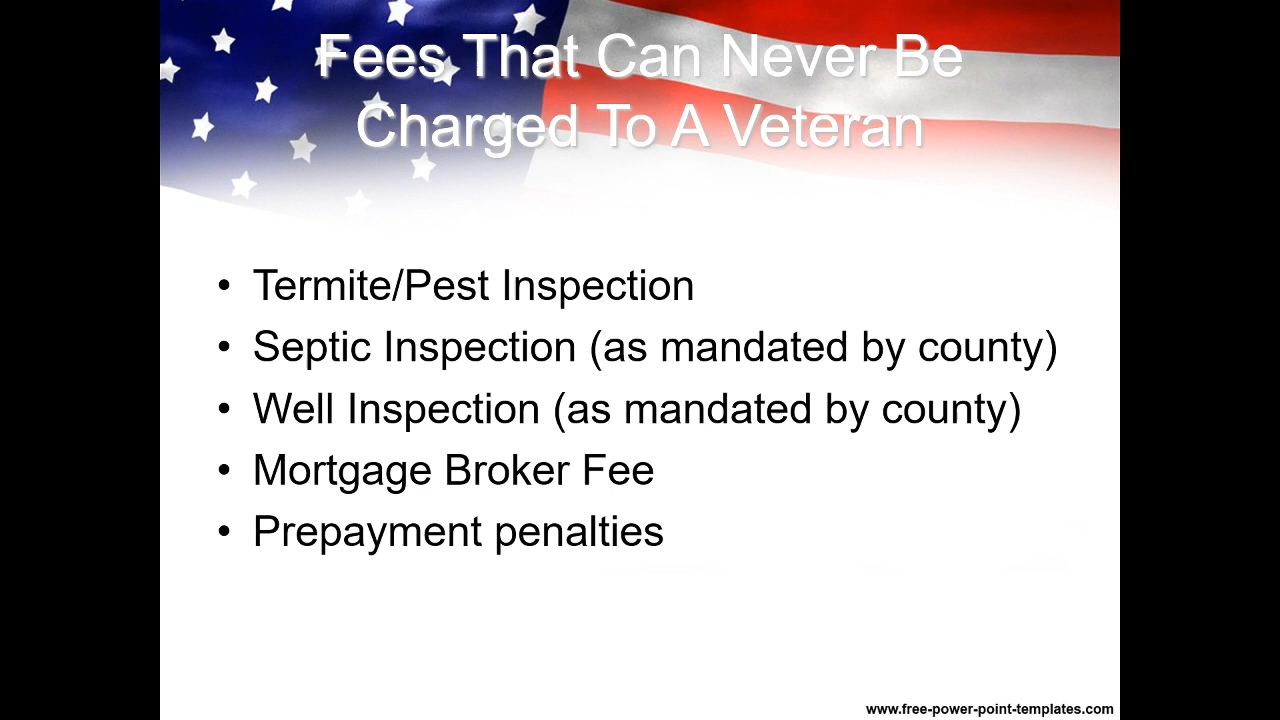 Fees That Can Never Be
Charged To A Veteran
• Termite/Pest Inspection
• Septic Inspection (as mandated by county)
• Well Inspection (as mandated by county)
• Mortgage Broker Fee
• Prepayment penalties
www.free-power-point-templates.com